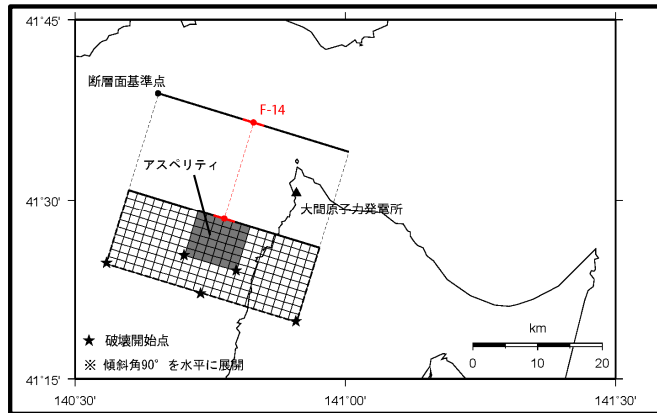 41°45'
断層面基準点
F-14
アスペリティ
41°30'
大間原子力発電所
★ 破壊開始点
※ 傾斜角90°を水平に展開
km
0 10 20
41°15'
140°30' 141°00' 141°30'